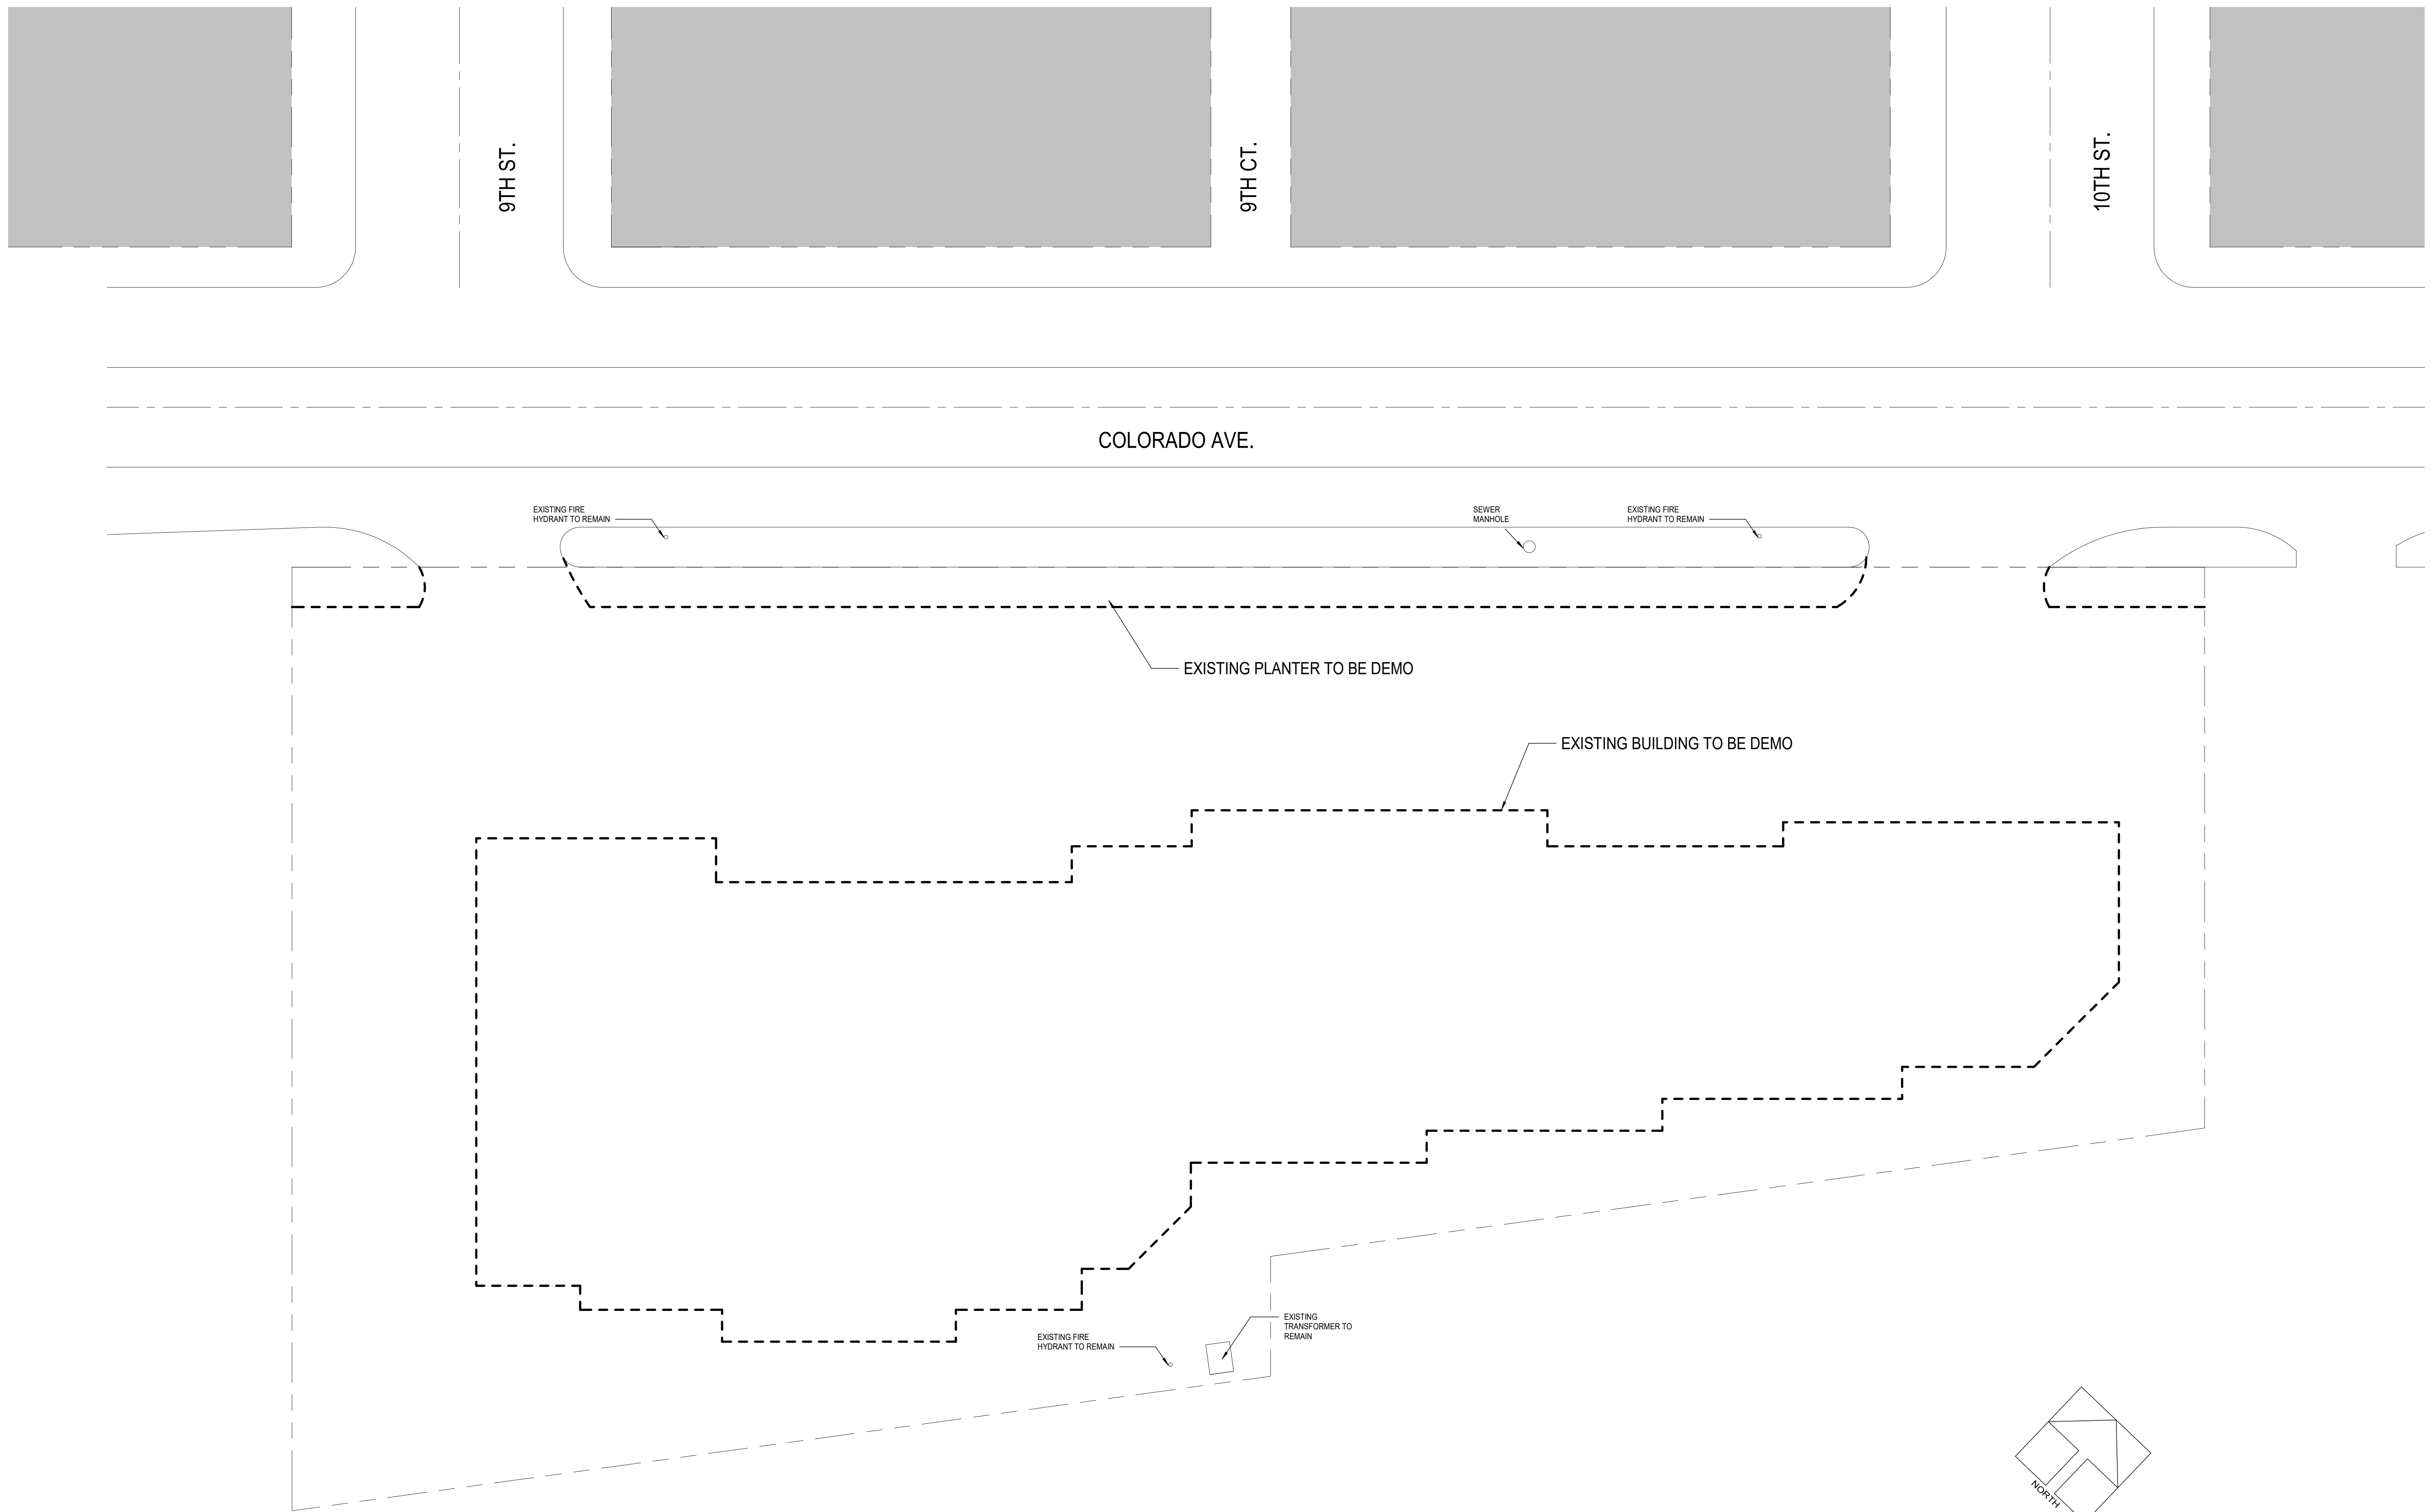 9TH ST.
9TH CT.
10TH ST.
COLORADO AVE.
EXISTING FIRE
HYDRANT TO REMAIN
SEWER
MANHOLE
EXISTING FIRE
HYDRANT TO REMAIN
EXISTING PLANTER TO BE DEMO
EXISTING BUILDING TO BE DEMO
EXISTING FIRE
HYDRANT TO REMAIN
EXISTING
TRANSFORMER TO
REMAIN
NORTH